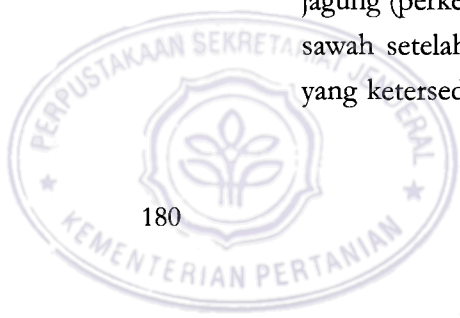 jagung (perke
sawah setelah
yang ketersed
180
PERPUSTAKAAN SEKRETARIAT JENDERAL
KEMENTERIAN PERTANIAN